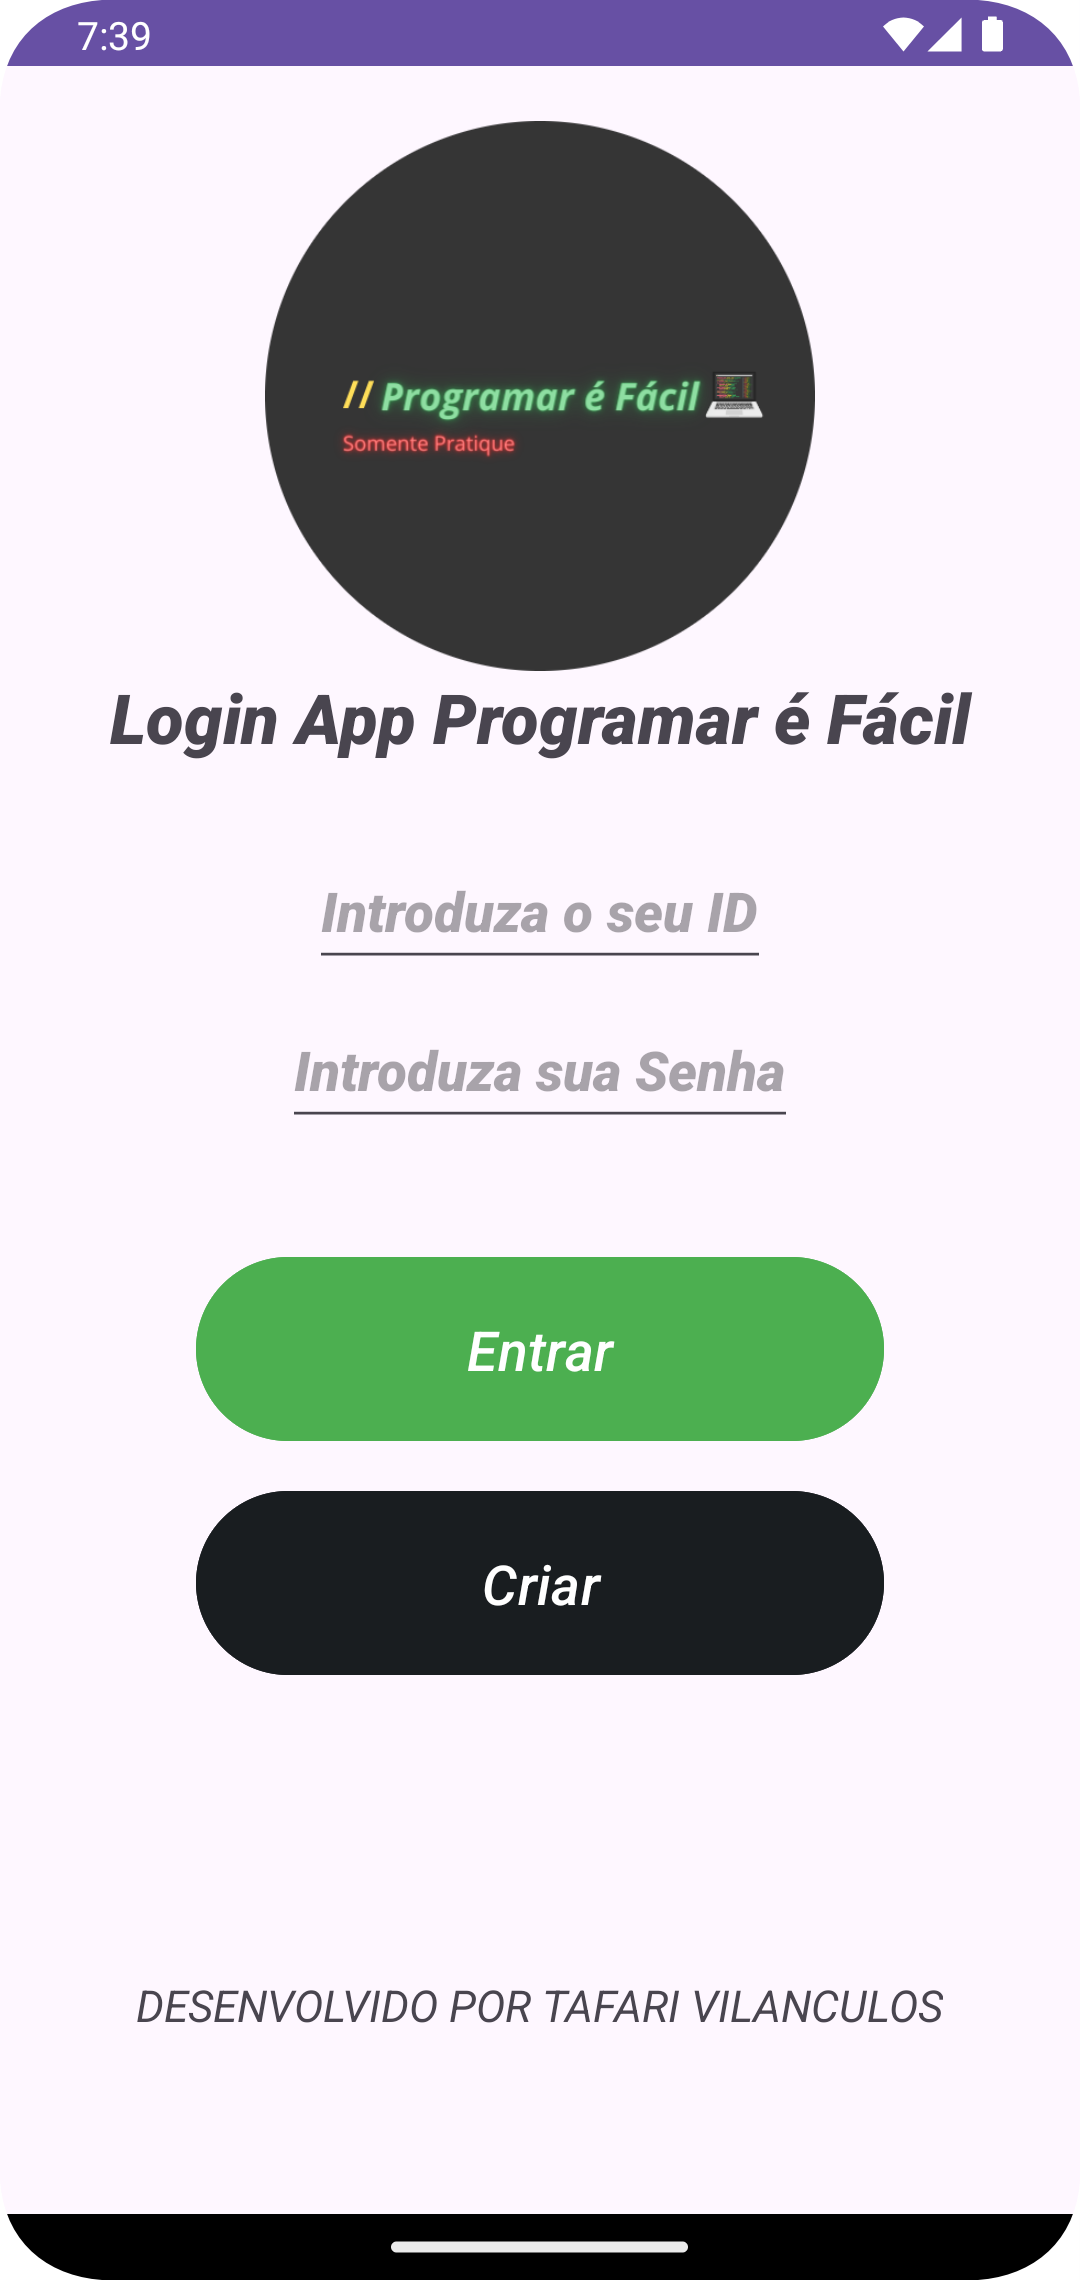 7:39
// Programar é Fácil
Somente Pratique
Login App Programar é Fácil
Introduza o seu ID
Introduza sua Senha
Entrar
Criar
DESENVOLVIDO POR TAFARI VILANCULOS